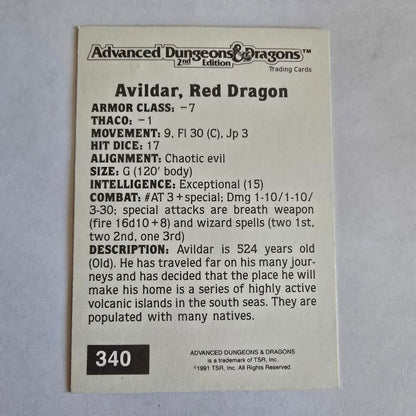 Advanced Dungeons & Dragons™
2nd Edition
Trading Cards
Avildar, Red Dragon
ARMOR CLASS: −7
THACO: −1
MOVEMENT: 9, Fl 30 (C), Jp 3
HIT DICE: 17
ALIGNMENT: Chaotic evil
SIZE: G (120' body)
INTELLIGENCE: Exceptional (15)
COMBAT: #AT 3 + special; Dmg 1-10/1-10/
3-30; special attacks are breath weapon
(fire 16d10 + 8) and wizard spells (two 1st,
two 2nd, one 3rd)
DESCRIPTION: Avildar is 524 years old
(Old). He has traveled far on his many jour-
neys and has decided that the place he will
make his home is a series of highly active
volcanic islands in the south seas. They are
populated with many natives.
340
ADVANCED DUNGEONS & DRAGONS
is a trademark of TSR, Inc.
©1991 TSR, Inc. All Rights Reserved.